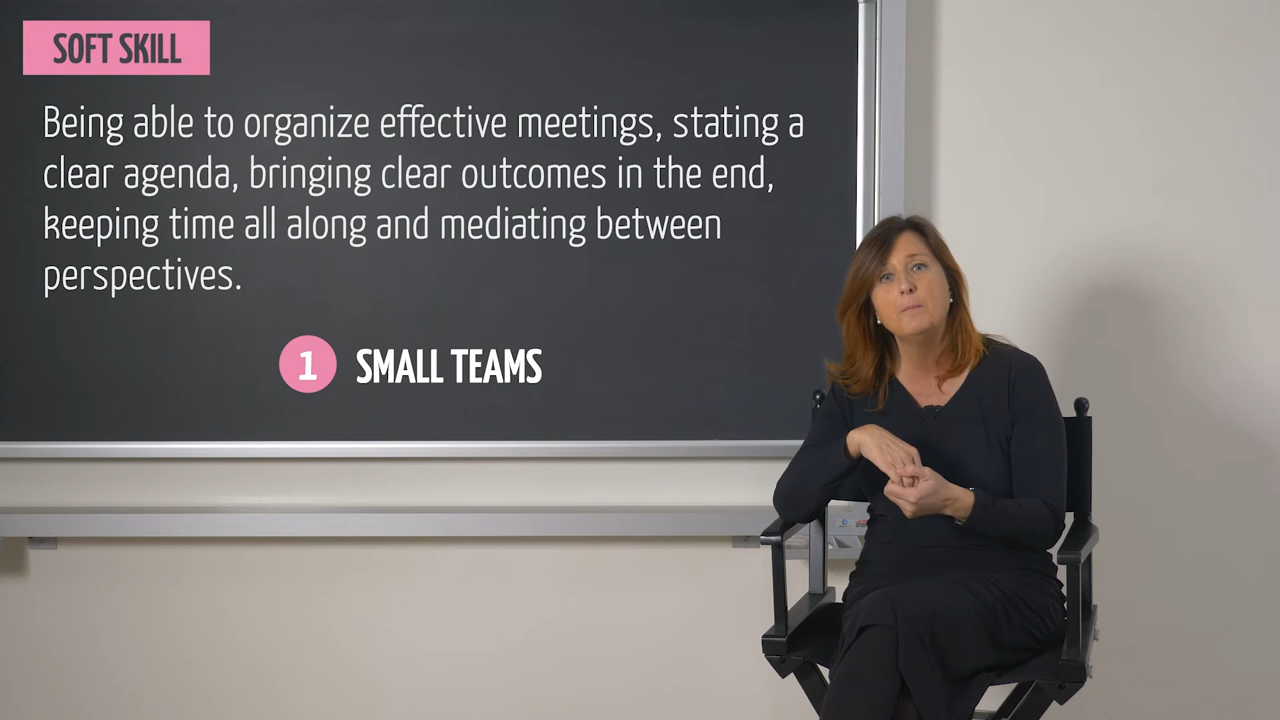 SOFT SKILL
Being able to organize effective meetings, stating a
clear agenda, bringing clear outcomes in the end,
keeping time all along and mediating between
perspectives.
1 SMALL TEAMS